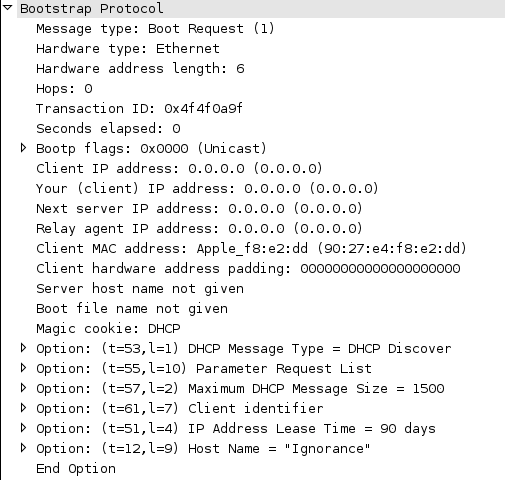 Bootstrap Protocol
Message type: Boot Request (1)
Hardware type: Ethernet
Hardware address length: 6
Hops: 0
Transaction ID: 0x4f4f0a9f
Seconds elapsed: 0
Bootp flags: 0x0000 (Unicast)
Client IP address: 0.0.0.0 (0.0.0.0)
Your (client) IP address: 0.0.0.0 (0.0.0.0)
Next server IP address: 0.0.0.0 (0.0.0.0)
Relay agent IP address: 0.0.0.0 (0.0.0.0)
Client MAC address: Apple_f8:e2:dd (90:27:e4:f8:e2:dd)
Client hardware address padding: 00000000000000000000
Server host name not given
Boot file name not given
Magic cookie: DHCP
Option: (t=53,l=1) DHCP Message Type = DHCP Discover
Option: (t=55,l=10) Parameter Request List
Option: (t=57,l=2) Maximum DHCP Message Size = 1500
Option: (t=61,l=7) Client identifier
Option: (t=51,l=4) IP Address Lease Time = 90 days
Option: (t=12,l=9) Host Name = "Ignorance"
End Option